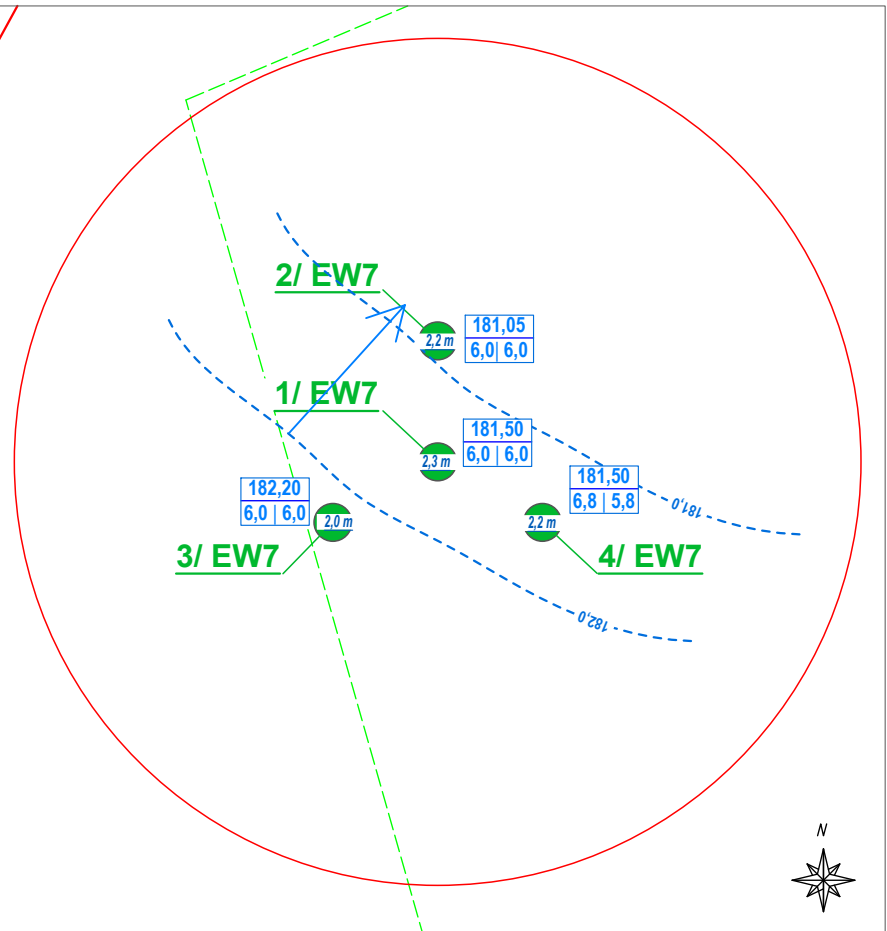 2/ EW7
2,2 m
181,05
6,0| 6,0
1/ EW7
2,3 m
181,50
6,0 | 6,0
182,20
6,0 | 6,0
2,0 m
3/ EW7
181,50
6,8 | 5,8
2,2 m
4/ EW7
181,0
182,0
N